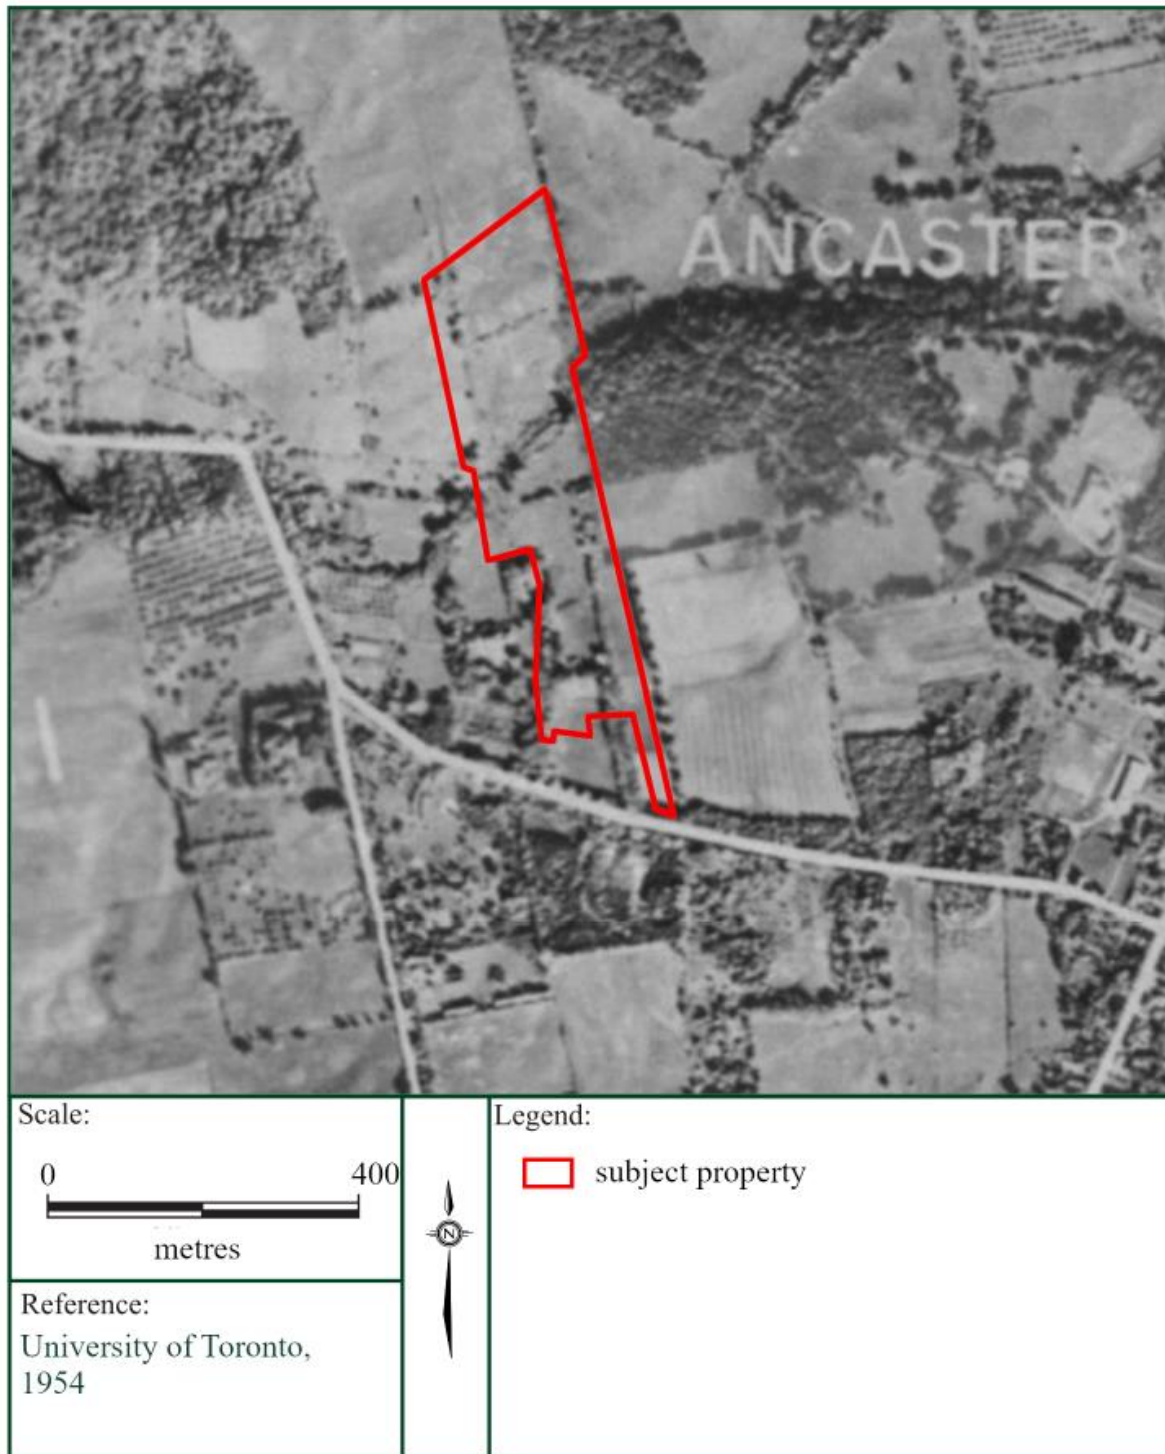 ANCASTER
Scale:
0 400
metres
Legend:
subject property
N
Reference:
University of Toronto,
1954